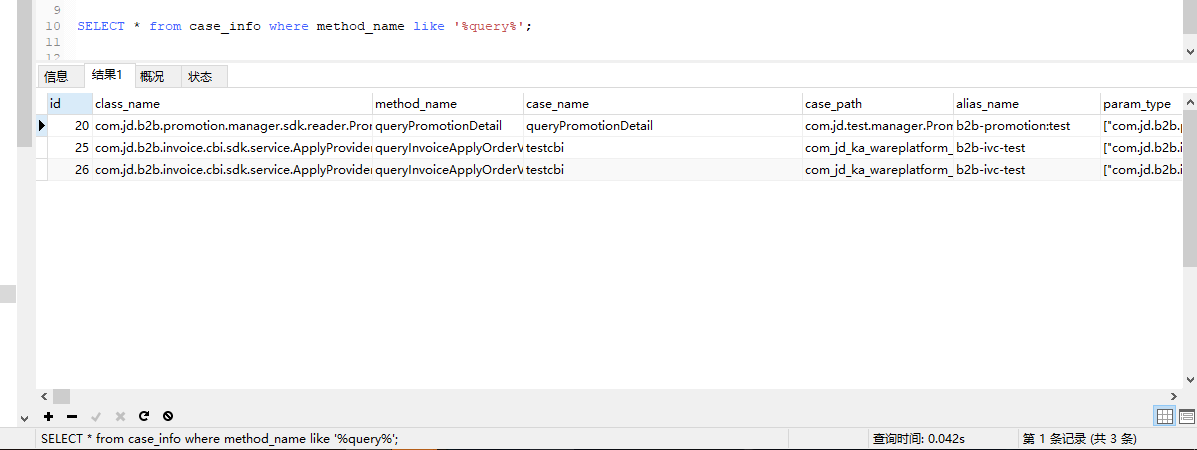 9
10 SELECT * from case_info where method_name like '%query%';
11
12
信息 结果1 概况 状态
id class_name method_name case_name case_path alias_name param_type
20 com.jd.b2b.promotion.manager.sdk.reader.Pron queryPromotionDetail queryPromotionDetail com.jd.test.manager.Prom b2b-promotion:test ["com.jd.b2b.p
25 com.jd.b2b.invoice.cbi.sdk.service.ApplyProvider queryInvoiceApplyOrderV testcbi com_jd_ka_wareplatform_ b2b-ivc-test ["com.jd.b2b.i
26 com.jd.b2b.invoice.cbi.sdk.service.ApplyProvider queryInvoiceApplyOrderV testcbi com_jd_ka_wareplatform_ b2b-ivc-test ["com.jd.b2b.i
SELECT * from case_info where method_name like '%query%'; 查询时间: 0.042s 第 1 条记录 (共 3 条)